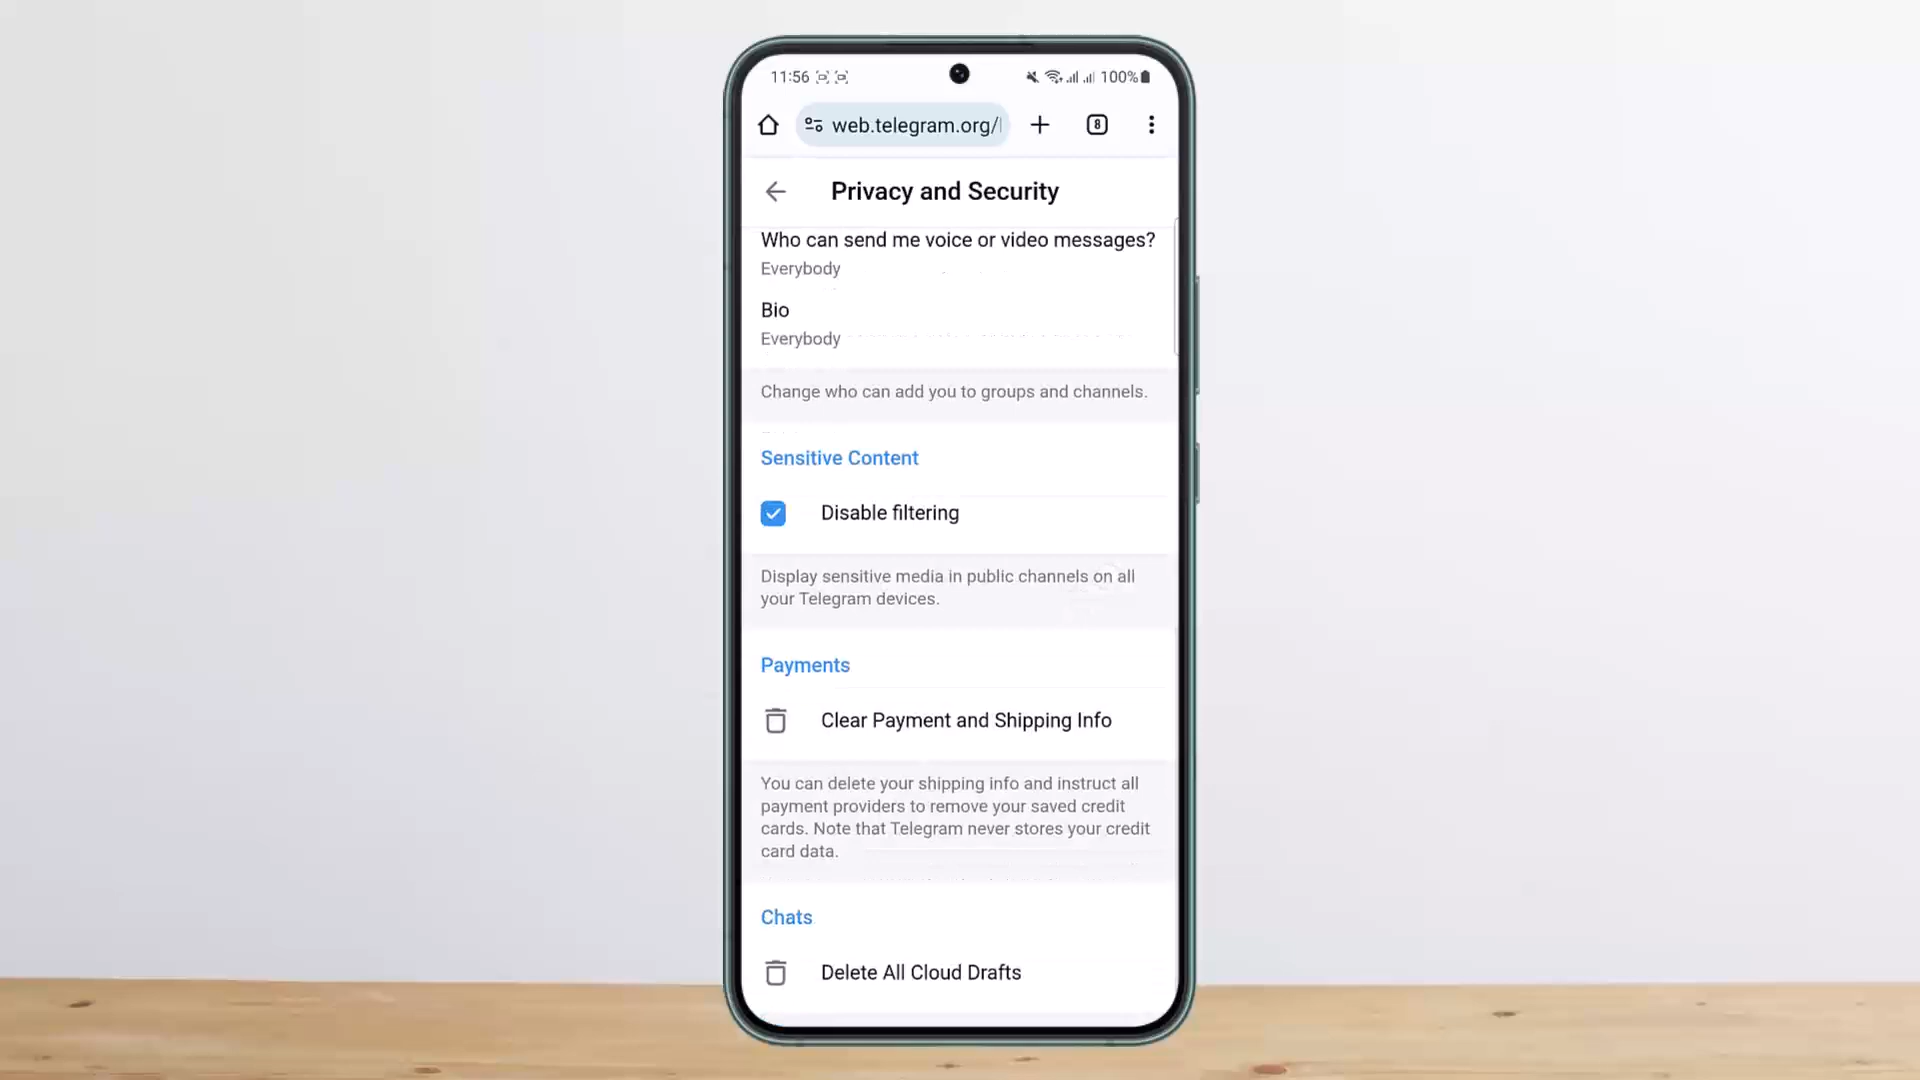 11:56
100%
web.telegram.org/
8
Privacy and Security
Who can send me voice or video messages?
Everybody
Bio
Everybody
Change who can add you to groups and channels.
Sensitive Content
Disable filtering
Display sensitive media in public channels on all
your Telegram devices.
Payments
Clear Payment and Shipping Info
You can delete your shipping info and instruct all
payment providers to remove your saved credit
cards. Note that Telegram never stores your credit
card data.
Chats
Delete All Cloud Drafts